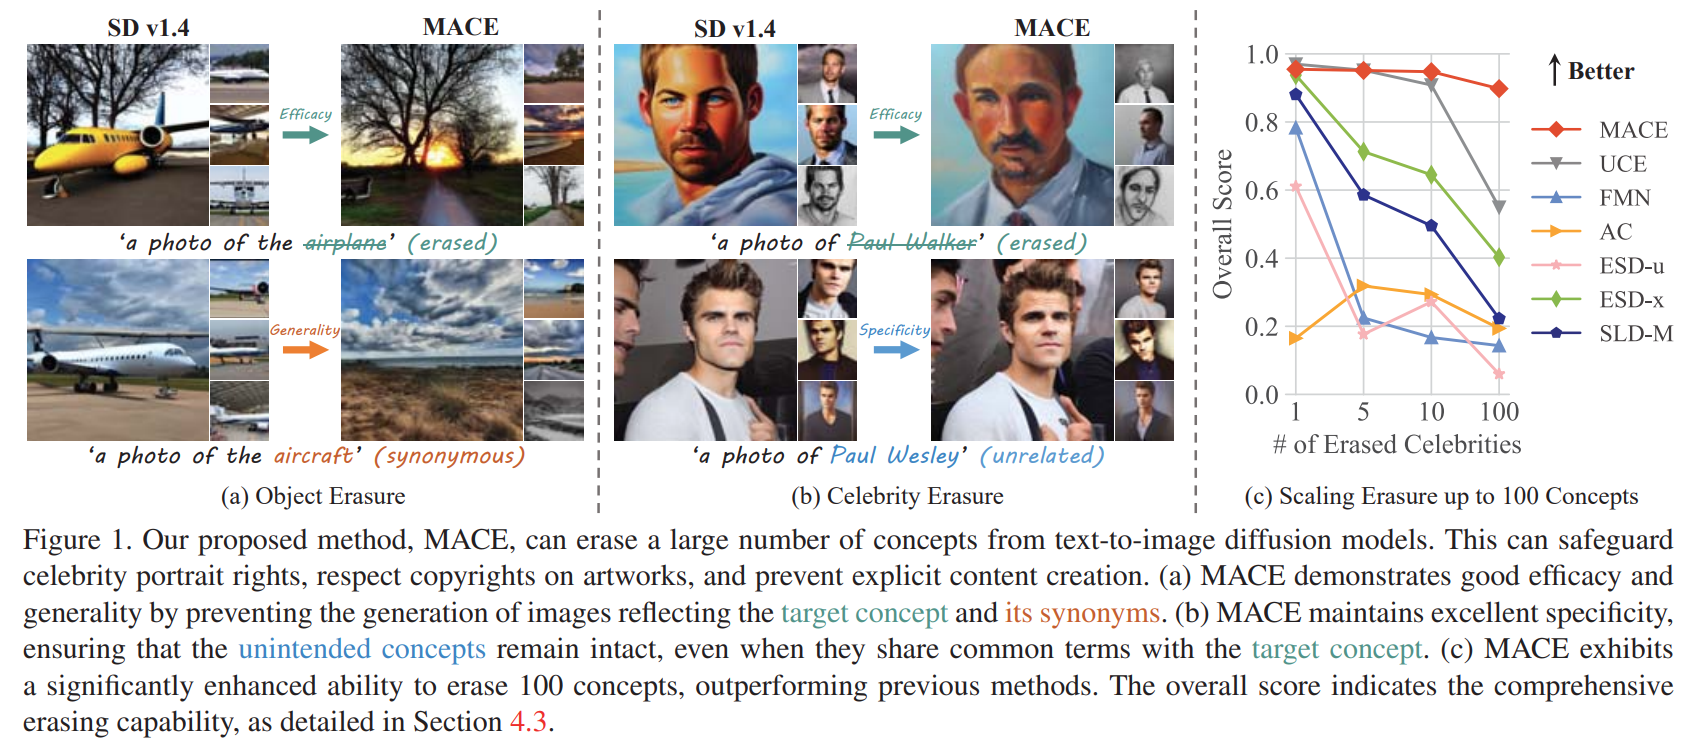 SD v1.4
MACE
Efficacy
'a photo of the airplane' (erased)
Generality
'a photo of the aircraft' (synonymous)
(a) Object Erasure
SD v1.4
MACE
Efficacy
'a photo of Paul Walker' (erased)
Specificity
'a photo of Paul Wesley' (unrelated)
(b) Celebrity Erasure
1.0
0.8
0.6
0.4
0.2
0.0
Overall Score
1 5 10 100
# of Erased Celebrities
Better
MACE
UCE
FMN
AC
ESD-u
ESD-x
SLD-M
(c) Scaling Erasure up to 100 Concepts
Figure 1. Our proposed method, MACE, can erase a large number of concepts from text-to-image diffusion models. This can safeguard
celebrity portrait rights, respect copyrights on artworks, and prevent explicit content creation. (a) MACE demonstrates good efficacy and
generality by preventing the generation of images reflecting the target concept and its synonyms. (b) MACE maintains excellent specificity,
ensuring that the unintended concepts remain intact, even when they share common terms with the target concept. (c) MACE exhibits
a significantly enhanced ability to erase 100 concepts, outperforming previous methods. The overall score indicates the comprehensive
erasing capability, as detailed in Section 4.3.